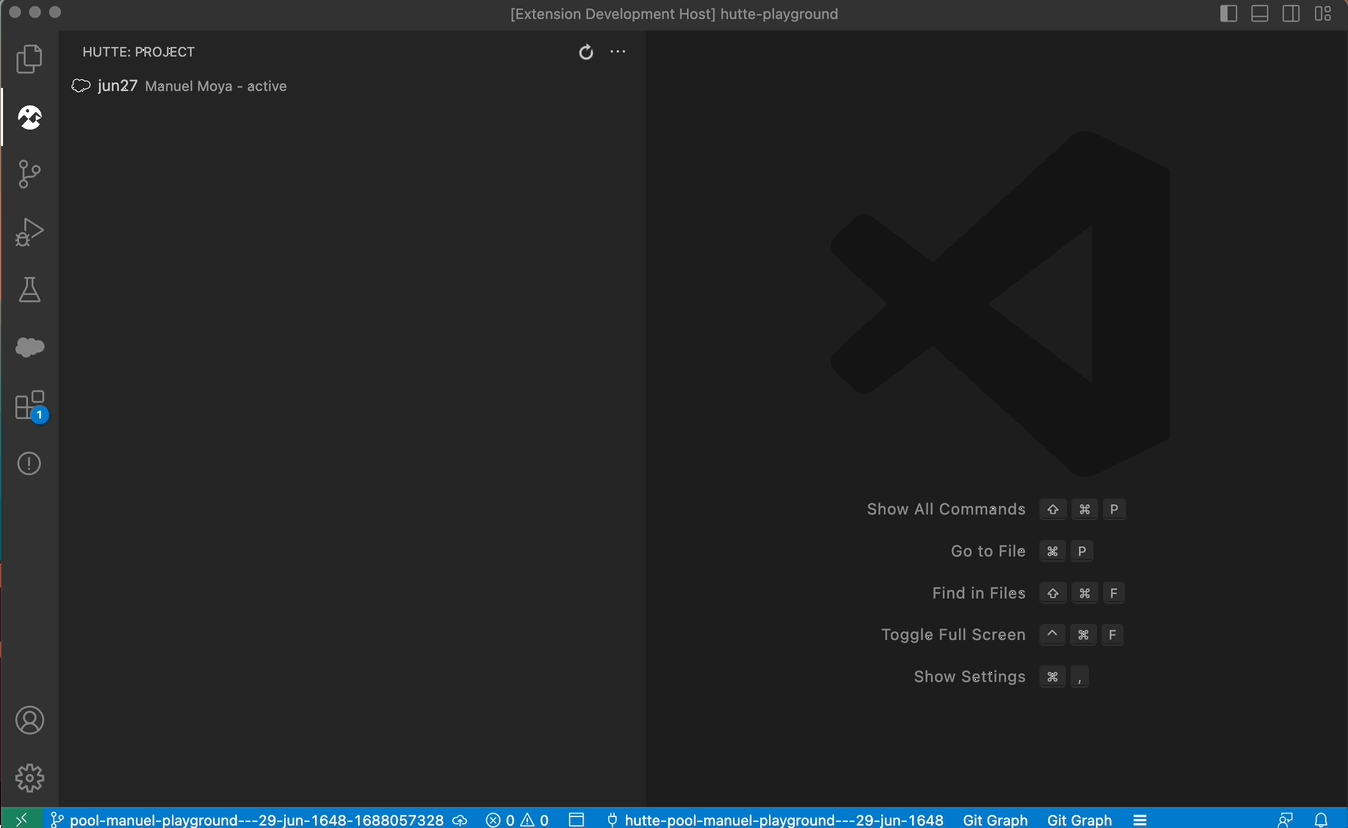 [Extension Development Host] hutte-playground
HUTTE: PROJECT
jun27 Manuel Moya - active
1
Show All Commands ⇧ ⌘ P
Go to File ⌘ P
Find in Files ⇧ ⌘ F
Toggle Full Screen ^ ⌘ F
Show Settings ⌘ ,
pool-manuel-playground---29-jun-1648-1688057328 0 0 hutte-pool-manuel-playground---29-jun-1648 Git Graph Git Graph